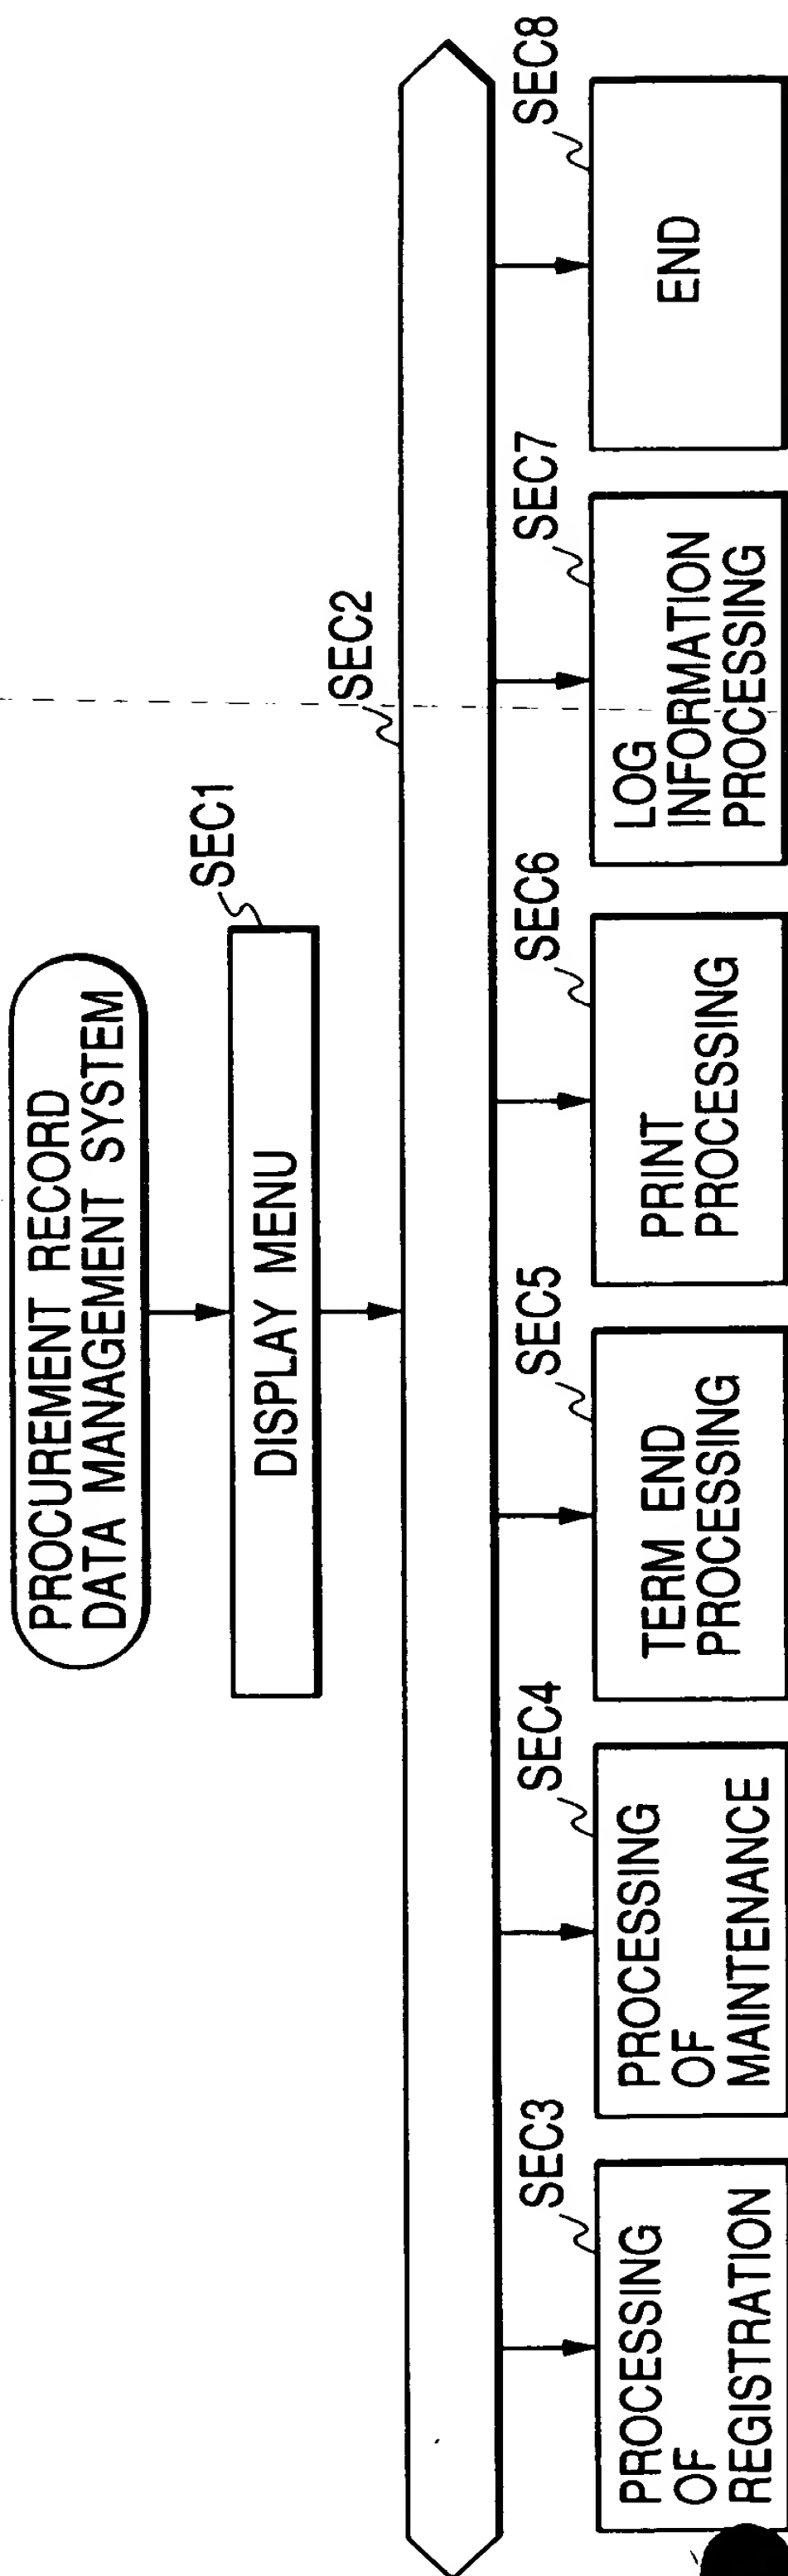 PROCUREMENT RECORD
DATA MANAGEMENT SYSTEM
SEC1
DISPLAY MENU
SEC2
SEC3
PROCESSING
OF
REGISTRATION
SEC4
PROCESSING
OF
MAINTENANCE
SEC5
TERM END
PROCESSING
SEC6
PRINT
PROCESSING
SEC7
LOG
INFORMATION
PROCESSING
SEC8
END